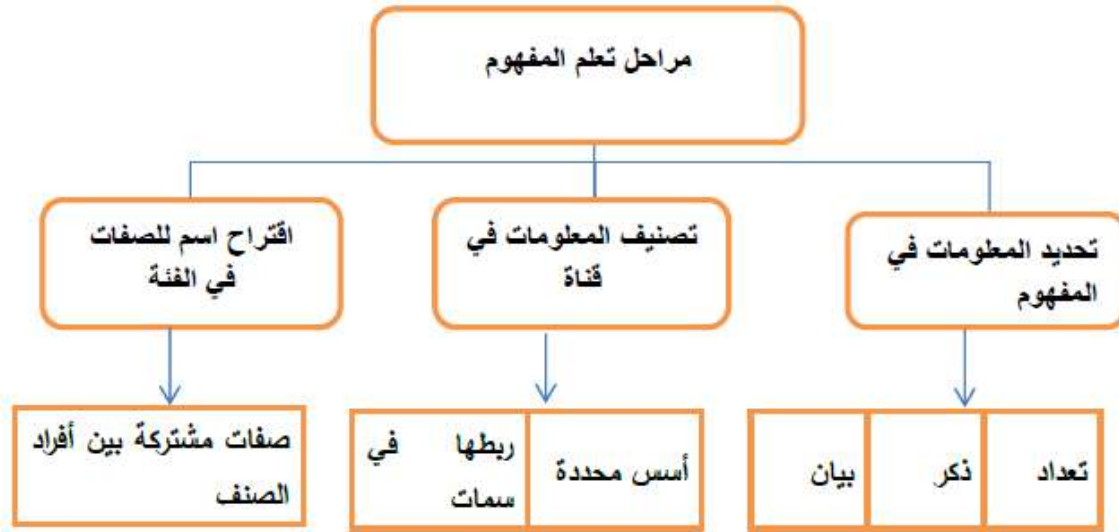 مراحل تعلم المفهوم
تحديد المعلومات في
المفهوم
تصنيف المعلومات في
قناة
اقتراح اسم للصفات
في الفئة
تعداد
ذكر
بيان
أسس محددة
ربطها في
سمات
صفات مشتركة بين أفراد
الصنف